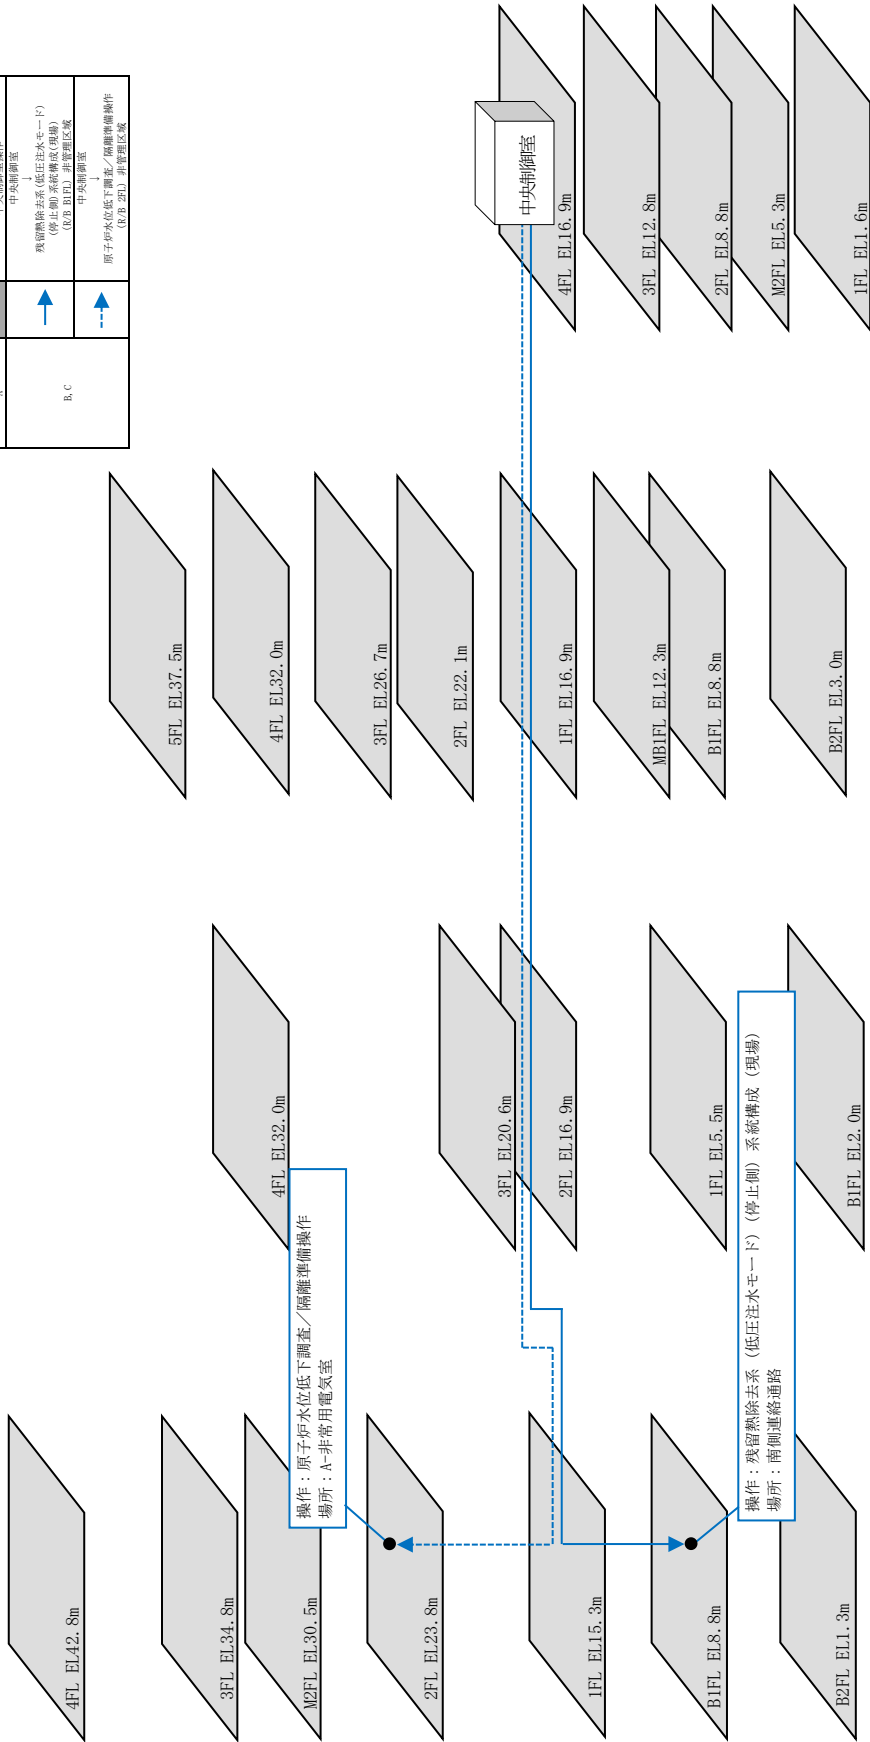 中央制御室
↓
残留熱除去系(低圧注水モード)
(停止側)系統構成(現場)
(R/B B1FL) 非管理区域
中央制御室
↓
原子炉水位低下調査／隔離準備操作
(R/B 2FL) 非管理区域
B, C
4FL EL42.8m
3FL EL34.8m
M2FL EL30.5m
2FL EL23.8m
1FL EL15.3m
B1FL EL8.8m
B2FL EL1.3m
操作：原子炉水位低下調査／隔離準備操作
場所：A-非常用電気室
操作：残留熱除去系（低圧注水モード）(停止側) 系統構成（現場）
場所：南側連絡通路
4FL EL32.0m
3FL EL20.6m
2FL EL16.9m
1FL EL5.5m
B1FL EL2.0m
5FL EL37.5m
4FL EL32.0m
3FL EL26.7m
2FL EL22.1m
1FL EL16.9m
MB1FL EL12.3m
B1FL EL8.8m
B2FL EL3.0m
中央制御室
4FL EL16.9m
3FL EL12.8m
2FL EL8.8m
M2FL EL5.3m
1FL EL1.6m